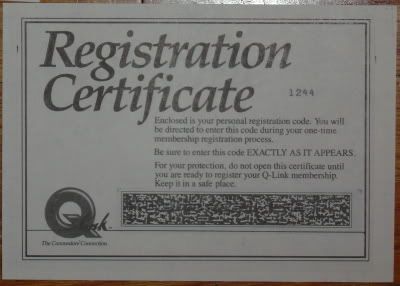 Registration
Certificate
1244
Enclosed is your personal registration code. You will
be directed to enter this code during your one-time
membership registration process.
Be sure to enter this code EXACTLY AS IT APPEARS.
For your protection, do not open this certificate until
you are ready to register your Q-Link membership.
Keep it in a safe place.
Q Link
The Commodore Connection